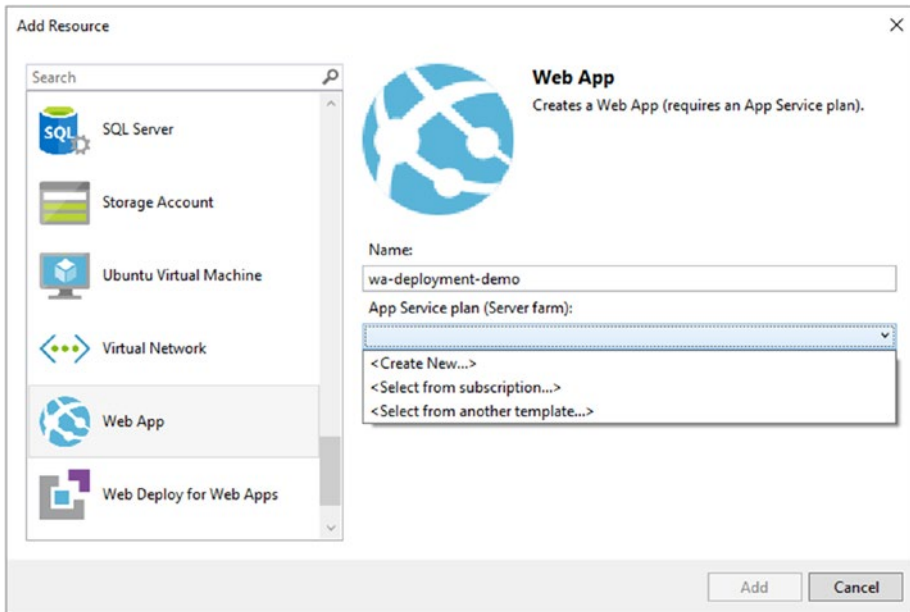 Add Resource
Search
SQL
SQL Server
Storage Account
Ubuntu Virtual Machine
Virtual Network
Web App
Web Deploy for Web Apps
Web App
Creates a Web App (requires an App Service plan).
Name:
wa-deployment-demo
App Service plan (Server farm):
<Create New...>
<Select from subscription...>
<Select from another template...>
Add
Cancel